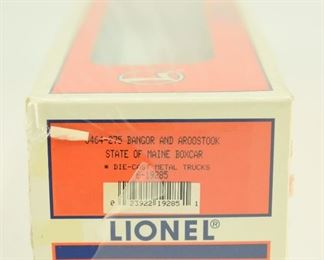 6464-275 BANGOR AND AROOSTOOK
STATE OF MAINE BOXCAR
* DIE-CAST METAL TRUCKS
6-19285
0 23922 19285 1
LIONEL®